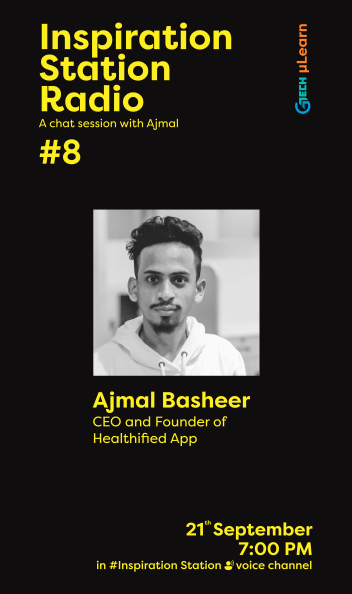 Inspiration
Station
Radio
A chat session with Ajmal
#8
GTECH µLearn
Ajmal Basheer
CEO and Founder of
Healthified App
21th September
7:00 PM
in #Inspiration Station voice channel